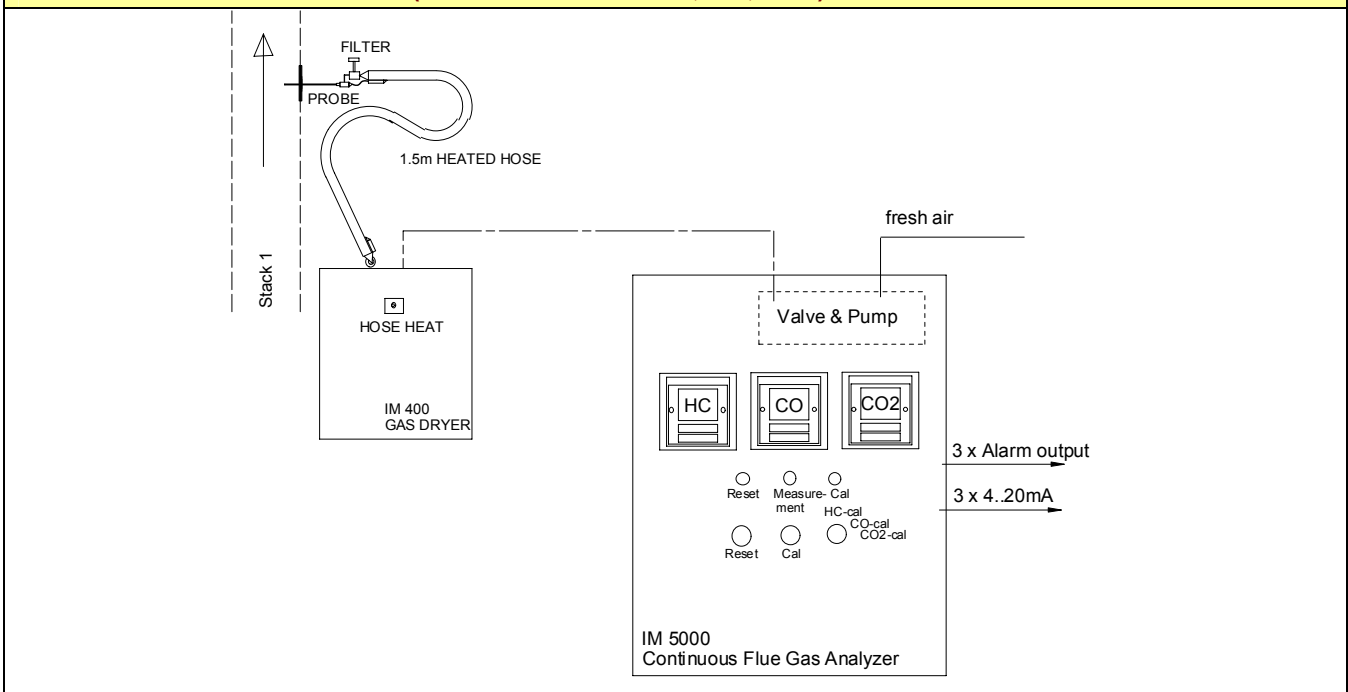 FILTER
PROBE
1.5m HEATED HOSE
Stack 1
HOSE HEAT
IM 400
GAS DRYER
fresh air
Valve & Pump
HC
CO
CO2
3 x Alarm output
3 x 4..20mA
Reset
Measure-
ment
Cal
HC-cal
CO-cal
CO2-cal
Reset
Cal
IM 5000
Continuous Flue Gas Analyzer